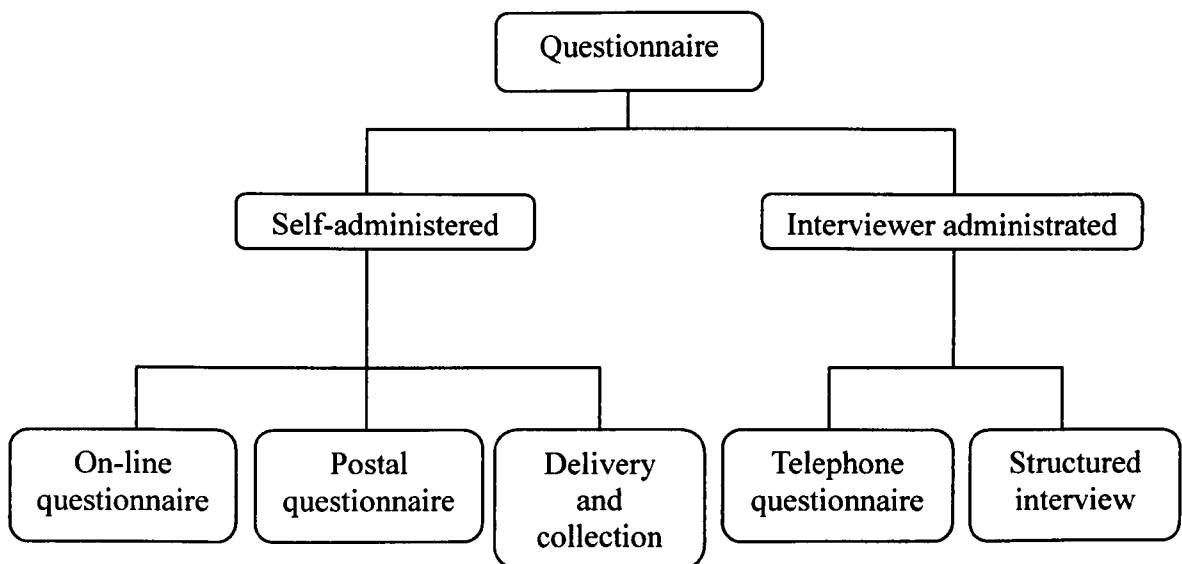 Questionnaire
Self-administered
Interviewer administrated
On-line
questionnaire
Postal
questionnaire
Delivery
and
collection
Telephone
questionnaire
Structured
interview